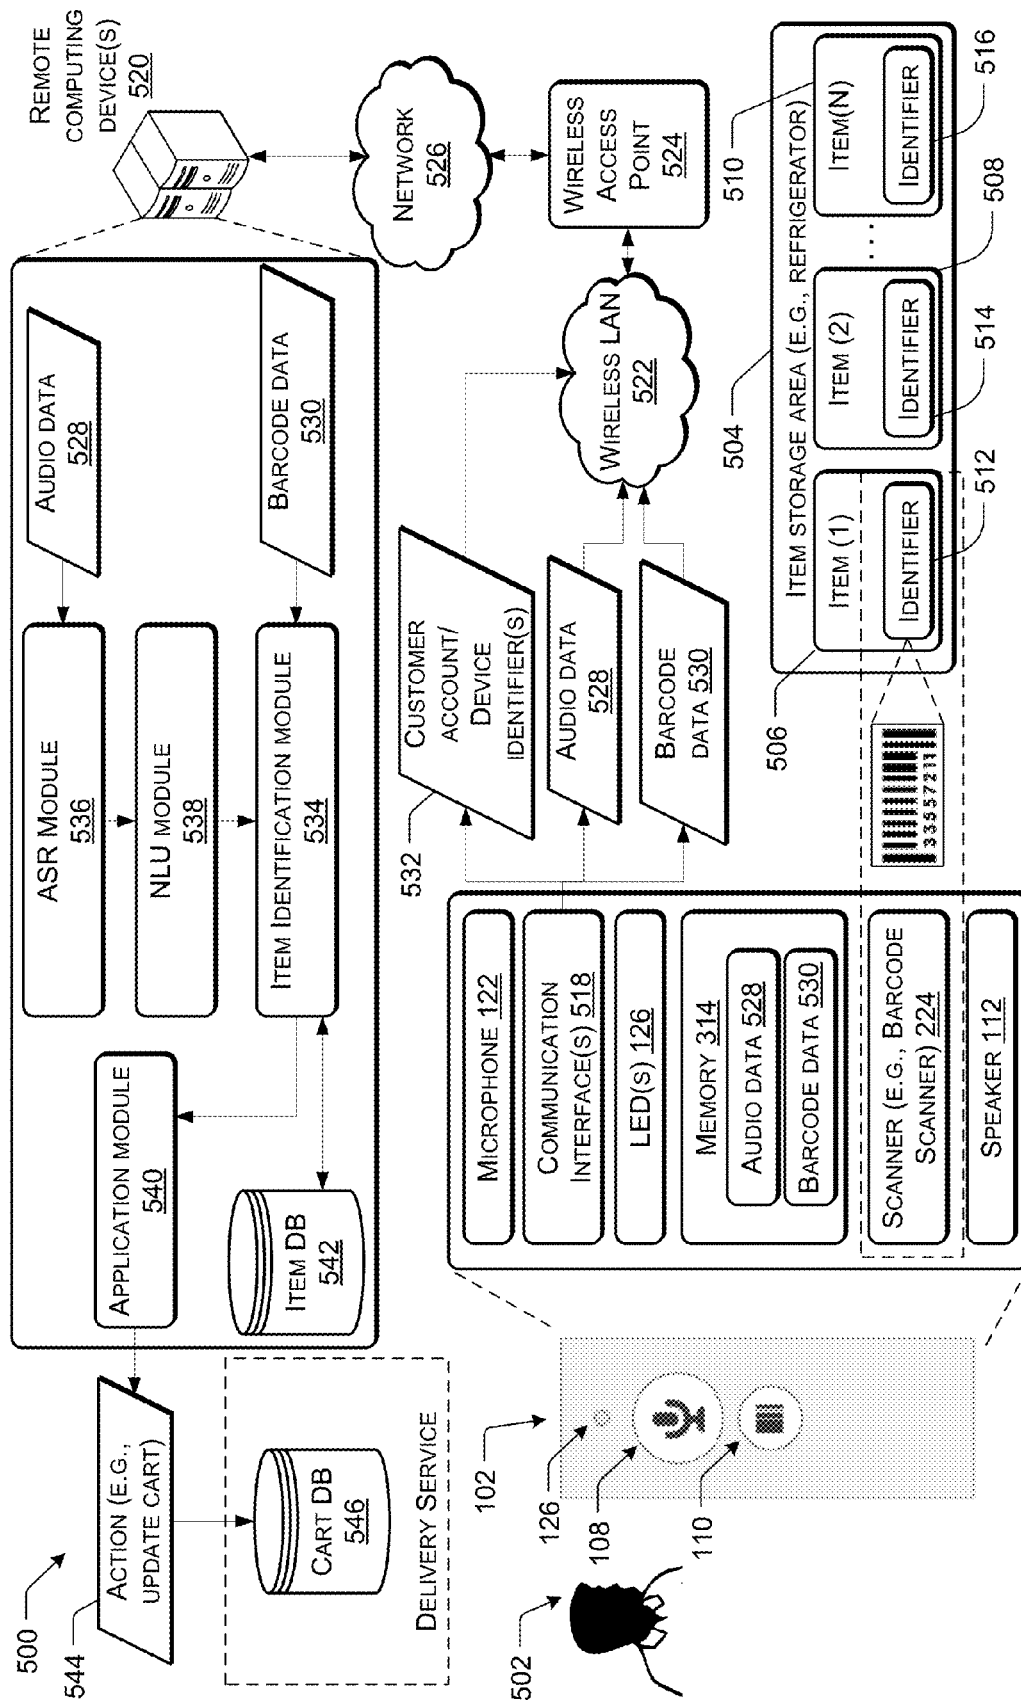 500
544
ACTION (E.G.,
UPDATE CART)
CART DB
546
DELIVERY SERVICE
APPLICATION MODULE
540
ITEM DB
542
ASR MODULE
536
NLU MODULE
538
ITEM IDENTIFICATION MODULE
534
AUDIO DATA
528
BARCODE DATA
530
REMOTE
COMPUTING
DEVICE(S)
520
NETWORK
526
WIRELESS
ACCESS
POINT
524
WIRELESS LAN
522
532
CUSTOMER
ACCOUNT/
DEVICE
IDENTIFIER(S)
AUDIO DATA
528
BARCODE
DATA 530
502
102
126
108
110
MICROPHONE 122
COMMUNICATION
INTERFACE(S) 518
LED(S) 126
MEMORY 314
AUDIO DATA 528
BARCODE DATA 530
SCANNER (E.G., BARCODE
SCANNER) 224
SPEAKER 112
33557211
504
ITEM STORAGE AREA (E.G., REFRIGERATOR)
506
ITEM (1)
IDENTIFIER
512
ITEM (2)
IDENTIFIER
514
508
. . .
510
ITEM(N)
IDENTIFIER
516